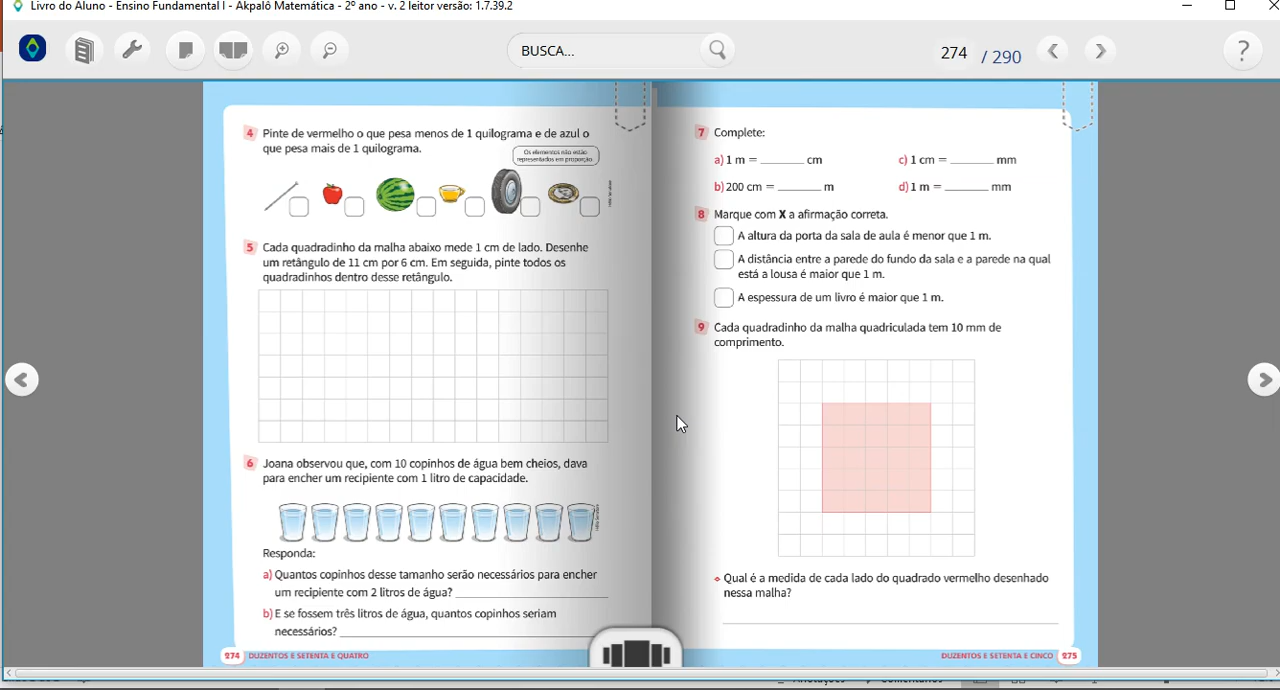 Livro do Aluno - Ensino Fundamental I - Akpalô Matemática - 2º ano - v. 2 leitor versão: 1.7.39.2
BUSCA...
274 / 290
?
4 Pinte de vermelho o que pesa menos de 1 quilograma e de azul o
que pesa mais de 1 quilograma.
Os elementos não estão
representados em proporção.
5 Cada quadradinho da malha abaixo mede 1 cm de lado. Desenhe
um retângulo de 11 cm por 6 cm. Em seguida, pinte todos os
quadradinhos dentro desse retângulo.
6 Joana observou que, com 10 copinhos de água bem cheios, dava
para encher um recipiente com 1 litro de capacidade.
Responda:
a) Quantos copinhos desse tamanho serão necessários para encher
um recipiente com 2 litros de água? ____________
b) E se fossem três litros de água, quantos copinhos seriam
necessários? ____________
274 DUZENTOS E SETENTA E QUATRO
7 Complete:
a) 1 m = _______ cm
c) 1 cm = _______ mm
b) 200 cm = _______ m
d) 1 m = _______ mm
8 Marque com X a afirmação correta.
A altura da porta da sala de aula é menor que 1 m.
A distância entre a parede do fundo da sala e a parede na qual
está a lousa é maior que 1 m.
A espessura de um livro é maior que 1 m.
9 Cada quadradinho da malha quadriculada tem 10 mm de
comprimento.
Qual é a medida de cada lado do quadrado vermelho desenhado
nessa malha?
DUZENTOS E SETENTA E CINCO 275